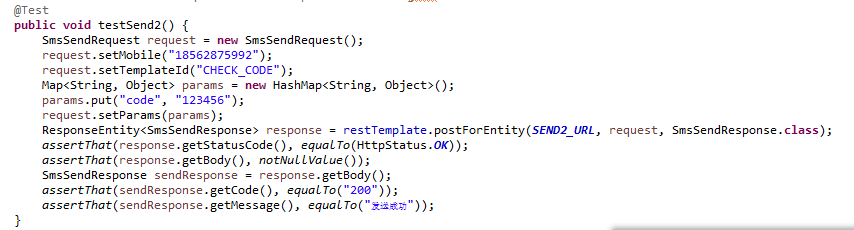 @Test
public void testSend2() {
    SmsSendRequest request = new SmsSendRequest();
    request.setMobile("18562875992");
    request.setTemplateId("CHECK_CODE");
    Map<String, Object> params = new HashMap<String, Object>();
    params.put("code", "123456");
    request.setParams(params);
    ResponseEntity<SmsSendResponse> response = restTemplate.postForEntity(SEND2_URL, request, SmsSendResponse.class);
    assertThat(response.getStatusCode(), equalTo(HttpStatus.OK));
    assertThat(response.getBody(), notNullValue());
    SmsSendResponse sendResponse = response.getBody();
    assertThat(sendResponse.getCode(), equalTo("200"));
    assertThat(sendResponse.getMessage(), equalTo("发送成功"));
}